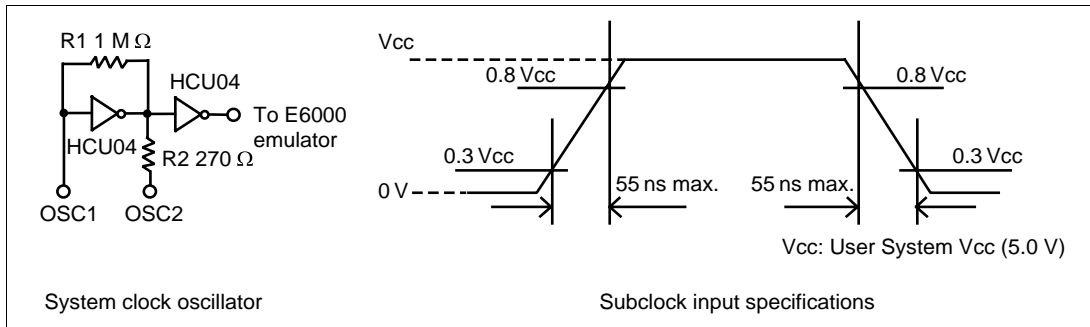 R1 1 M Ω
HCU04
HCU04
To E6000
emulator
R2 270 Ω
OSC1
OSC2
System clock oscillator
Vcc
0.8 Vcc
0.8 Vcc
0.3 Vcc
0.3 Vcc
0 V
55 ns max.
55 ns max.
Vcc: User System Vcc (5.0 V)
Subclock input specifications